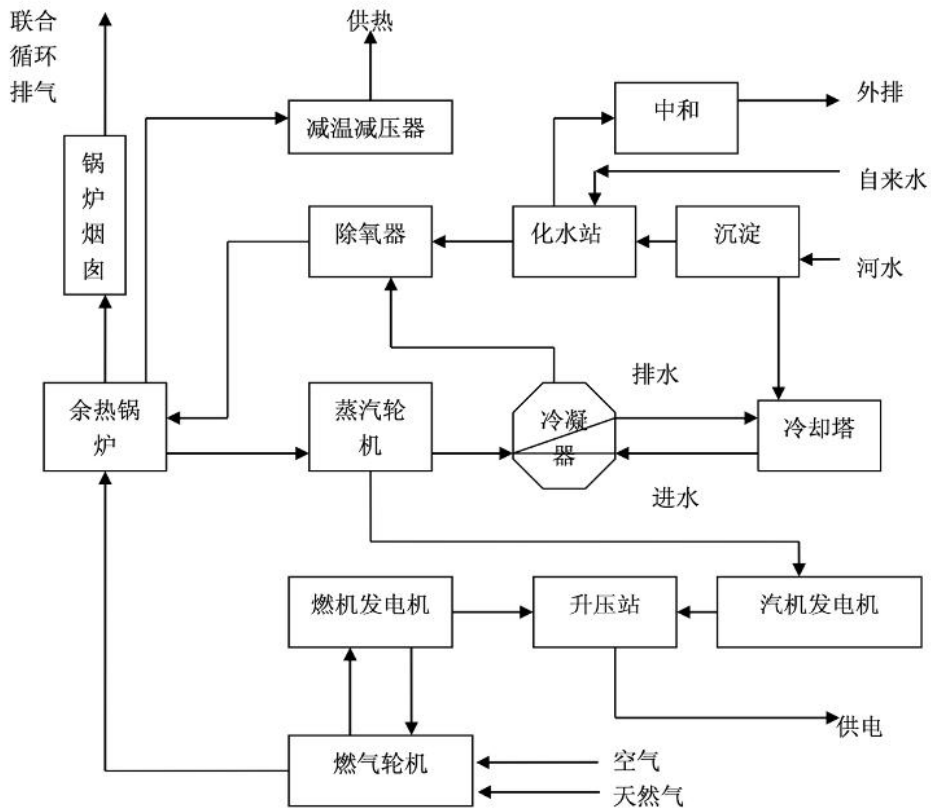 联合
循环
排气
供热
减温减压器
中和
外排
锅
炉
烟
囱
自来水
除氧器
化水站
沉淀
河水
排水
余热锅
炉
蒸汽轮
机
冷凝
器
冷却塔
进水
燃机发电机
升压站
汽机发电机
供电
燃气轮机
空气
天然气